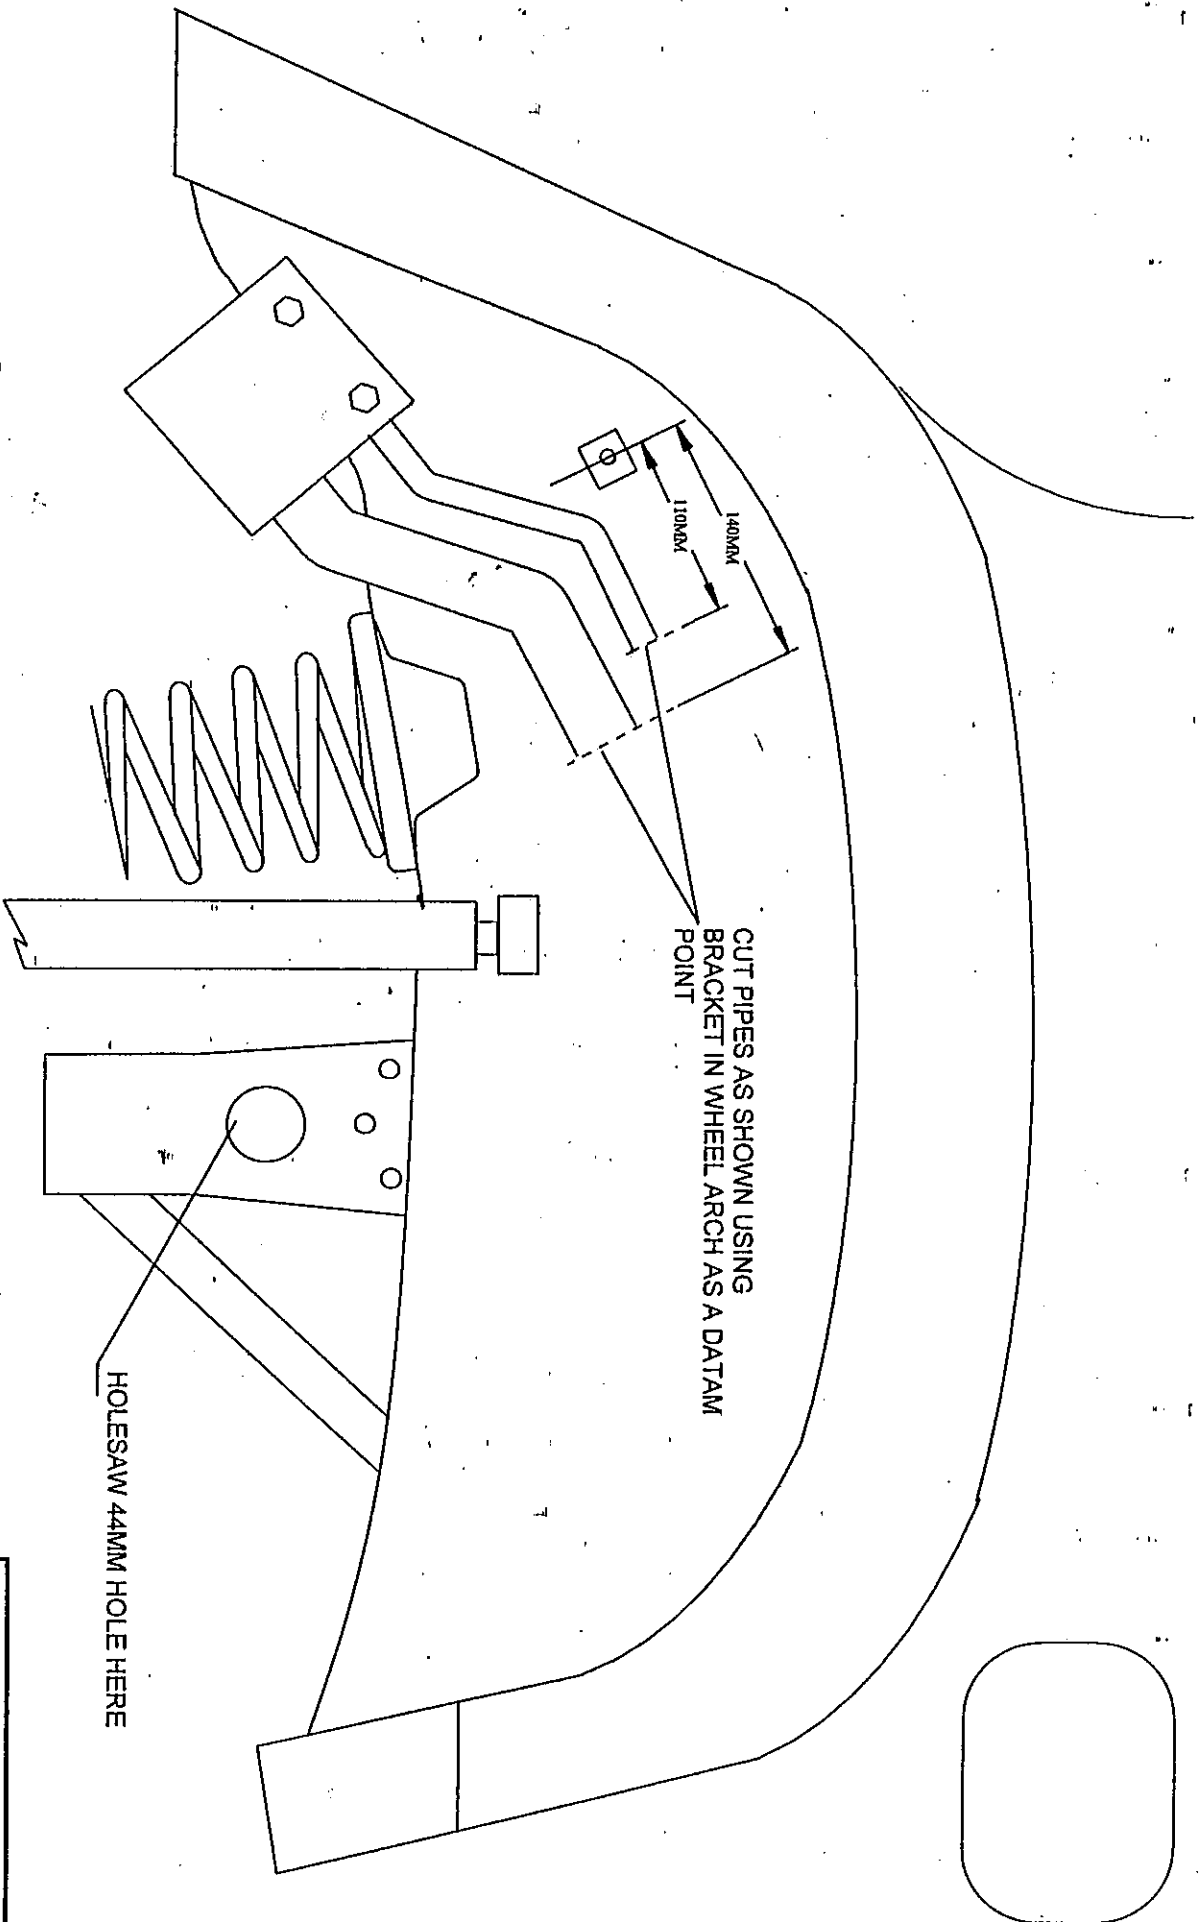 140MM
110MM
CUT PIPES AS SHOWN USING
BRACKET IN WHEEL ARCH AS A DATAM
POINT
HOLESAW 44MM HOLE HERE